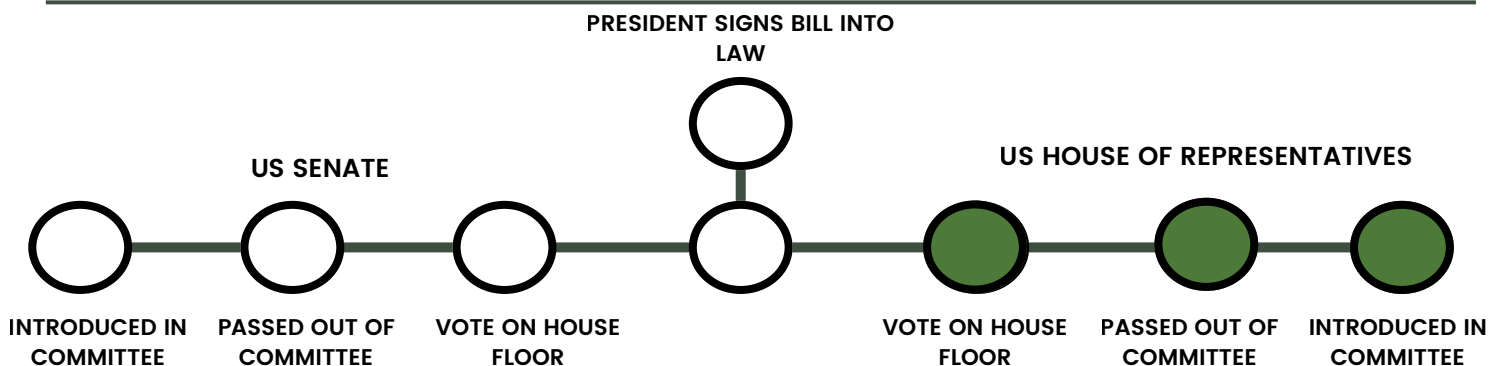 PRESIDENT SIGNS BILL INTO
LAW
US SENATE
US HOUSE OF REPRESENTATIVES
INTRODUCED IN
COMMITTEE
PASSED OUT OF
COMMITTEE
VOTE ON HOUSE
FLOOR
VOTE ON HOUSE
FLOOR
PASSED OUT OF
COMMITTEE
INTRODUCED IN
COMMITTEE